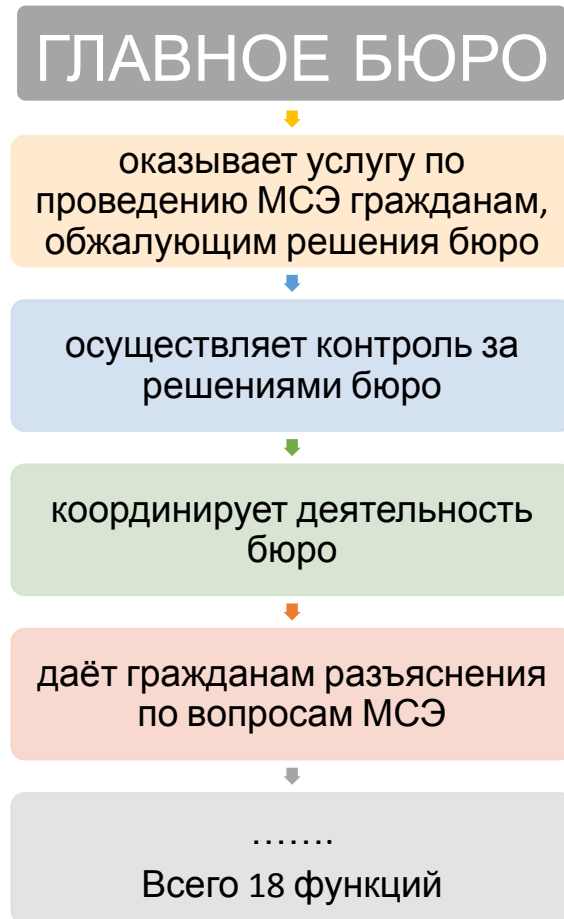 ГЛАВНОЕ БЮРО
оказывает услугу по
проведению МСЭ гражданам,
обжалующим решения бюро
осуществляет контроль за
решениями бюро
координирует деятельность
бюро
даёт гражданам разъяснения
по вопросам МСЭ
…….
Всего 18 функций